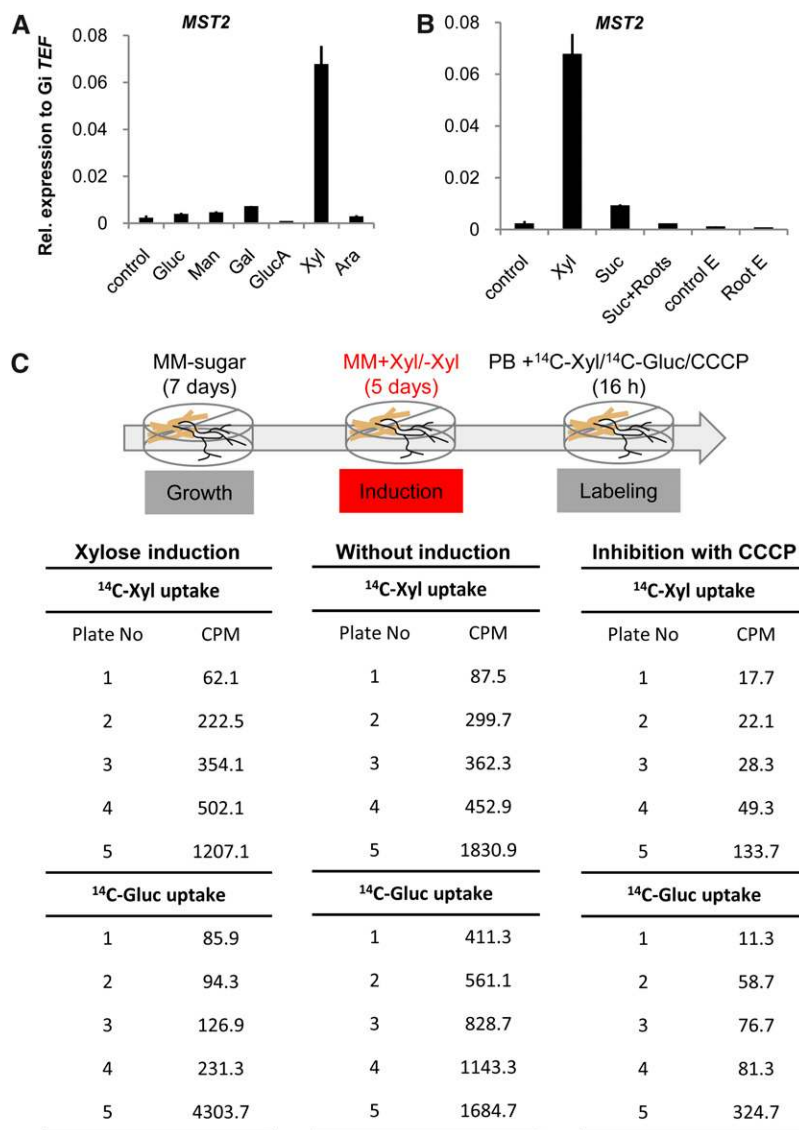 A
MST2
Rel. expression to Gi TEF
0.08
0.06
0.04
0.02
0
control
Gluc
Man
Gal
GlucA
Xyl
Ara
B
MST2
0.08
0.06
0.04
0.02
0
control
Xyl
Suc
Suc+Roots
control E
Root E
C
MM-sugar
(7 days)
MM+Xyl/-Xyl
(5 days)
PB +¹⁴C-Xyl/¹⁴C-Gluc/CCCP
(16 h)
Growth
Induction
Labeling
Xylose induction
¹⁴C-Xyl uptake
Plate No CPM
1 62.1
2 222.5
3 354.1
4 502.1
5 1207.1
¹⁴C-Gluc uptake
1 85.9
2 94.3
3 126.9
4 231.3
5 4303.7
Without induction
¹⁴C-Xyl uptake
Plate No CPM
1 87.5
2 299.7
3 362.3
4 452.9
5 1830.9
¹⁴C-Gluc uptake
1 411.3
2 561.1
3 828.7
4 1143.3
5 1684.7
Inhibition with CCCP
¹⁴C-Xyl uptake
Plate No CPM
1 17.7
2 22.1
3 28.3
4 49.3
5 133.7
¹⁴C-Gluc uptake
1 11.3
2 58.7
3 76.7
4 81.3
5 324.7